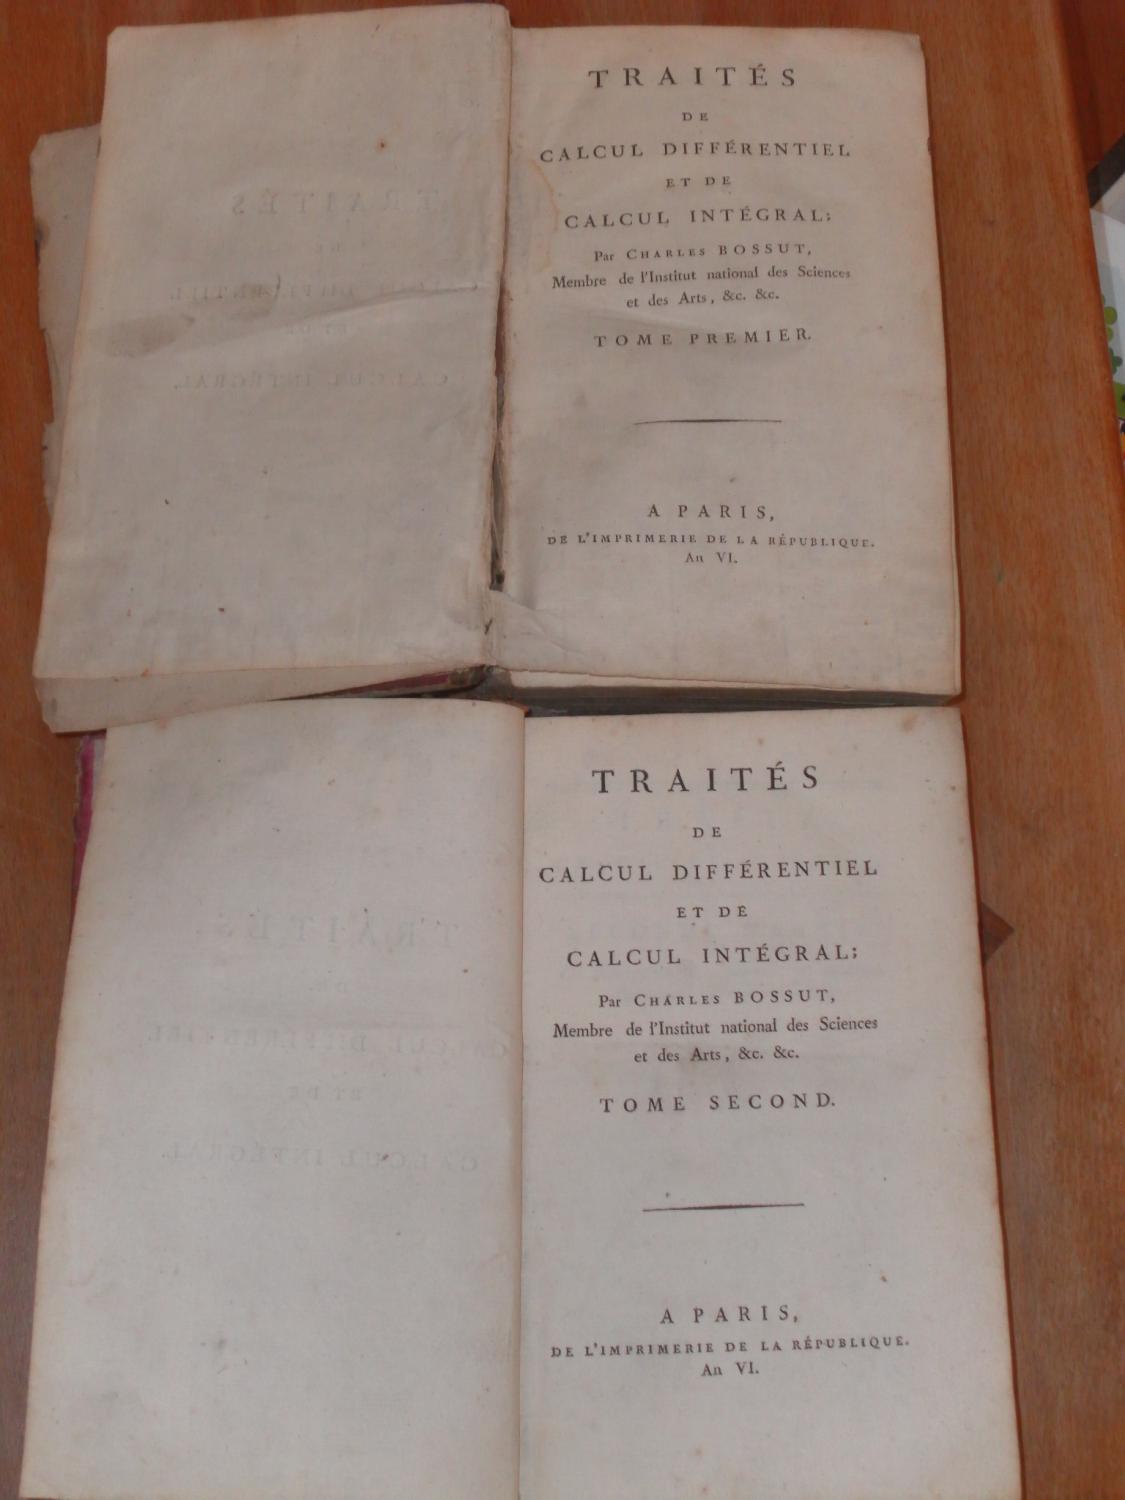 TRAITÉS
DE
CALCUL DIFFÉRENTIEL
ET DE
CALCUL INTÉGRAL;
Par CHARLES BOSSUT,
Membre de l'Institut national des Sciences
et des Arts, &c. &c.
TOME PREMIER.
A PARIS,
DE L'IMPRIMERIE DE LA RÉPUBLIQUE.
An VI.
TRAITÉS
DE
CALCUL DIFFÉRENTIEL
ET DE
CALCUL INTÉGRAL;
Par CHARLES BOSSUT,
Membre de l'Institut national des Sciences
et des Arts, &c. &c.
TOME SECOND.
A PARIS,
DE L'IMPRIMERIE DE LA RÉPUBLIQUE.
An VI.